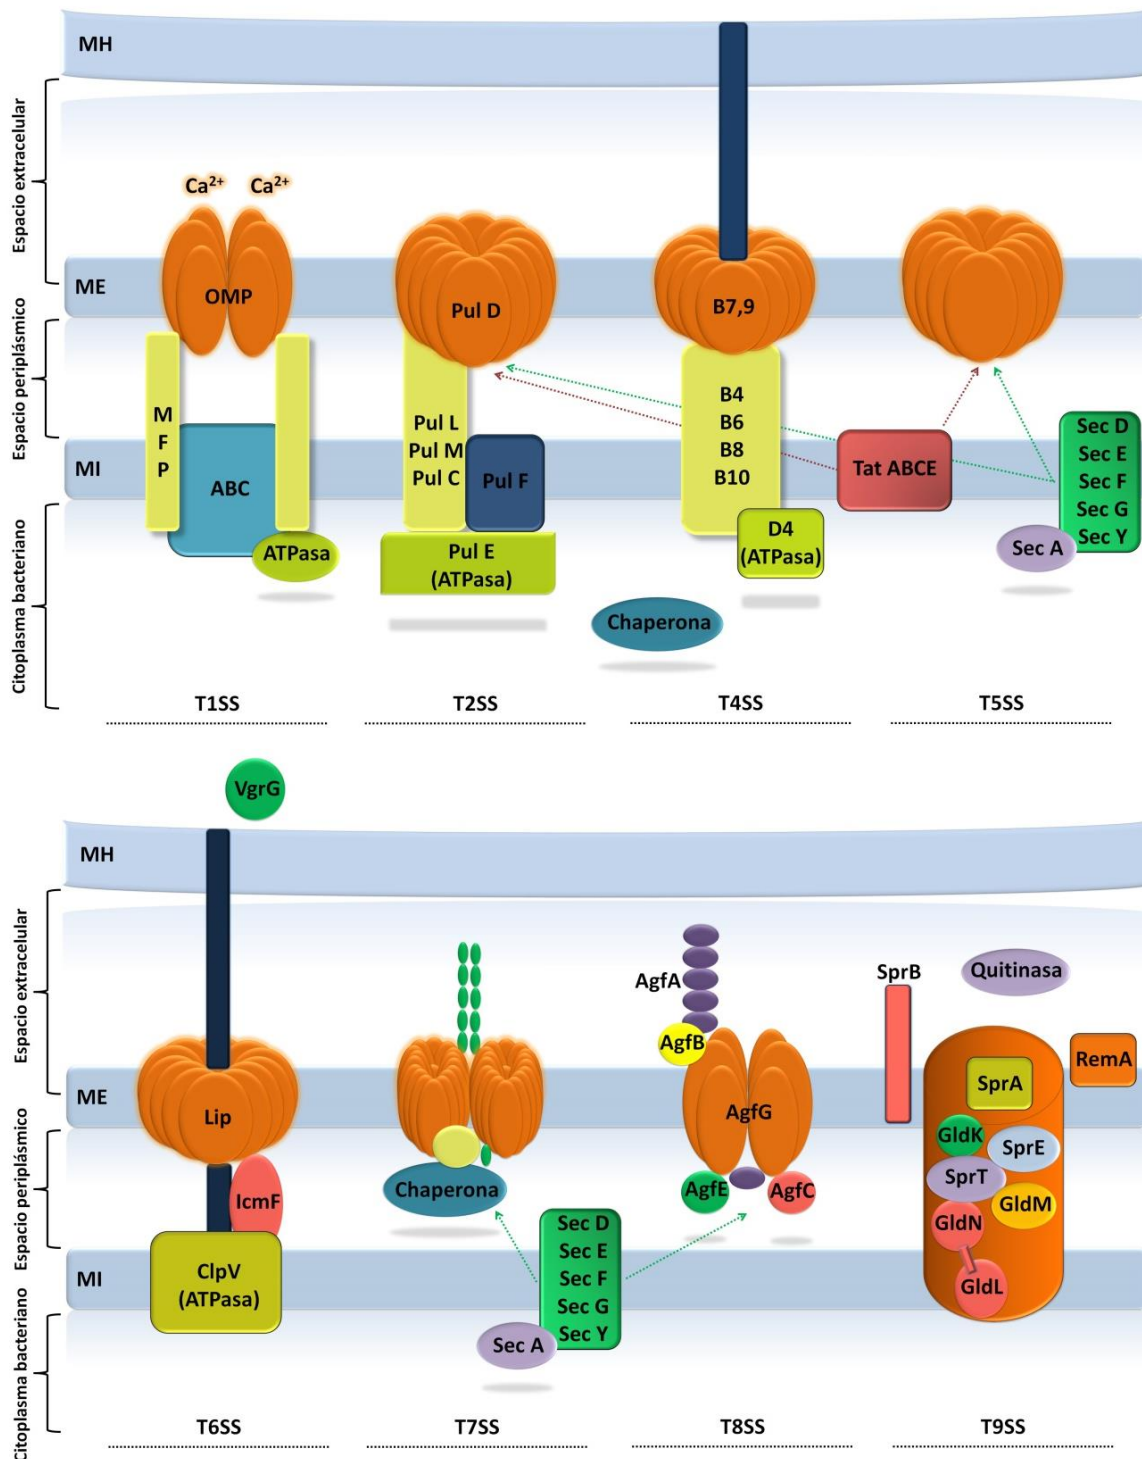 MH
Espacio extracelular
Ca²⁺ Ca²⁺
ME
OMP
Pul D
B7,9
Espacio periplásmico
M
F
P
Pul L
Pul M
Pul C
B4
B6
B8
B10
MI
ABC
Pul F
Tat ABCE
Sec D
Sec E
Sec F
Sec G
Sec Y
Sec A
ATPasa
Pul E
(ATPasa)
D4
(ATPasa)
Chaperona
Citoplasma bacteriano
T1SS T2SS T4SS T5SS
VgrG
MH
Espacio extracelular
AgfA
AgfB
SprB
Quitinasa
RemA
ME
Lip
AgfG
SprA
GldK
SprE
SprT
GldM
GldN
GldL
Espacio periplásmico
IcmF
Chaperona
AgfE
AgfC
MI
ClpV
(ATPasa)
Sec D
Sec E
Sec F
Sec G
Sec Y
Sec A
Citoplasma bacteriano
T6SS T7SS T8SS T9SS